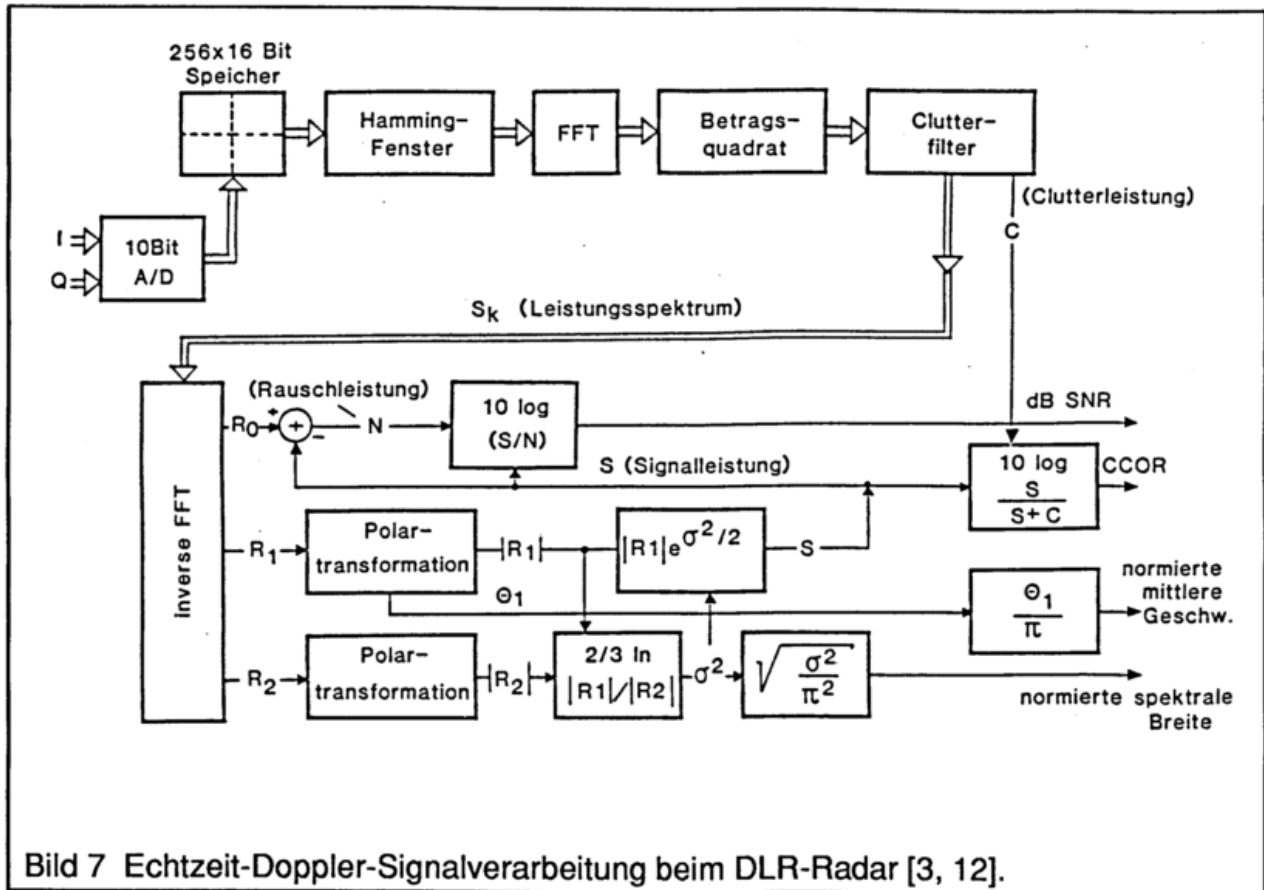 256x16 Bit
Speicher
Hamming-
Fenster
FFT
Betrags-
quadrat
Clutter-
filter
(Clutterleistung)
C
I
Q
10Bit
A/D
Sk (Leistungsspektrum)
inverse FFT
(Rauschleistung)
R0
+
+
−
N
10 log
(S/N)
dB SNR
S (Signalleistung)
10 log
S
S+C
CCOR
R1
Polar-
transformation
|R1|
|R1|e^σ²/2
S
Θ1
Θ1
π
normierte
mittlere
Geschw.
R2
Polar-
transformation
|R2|
2/3 ln
|R1|/|R2|
σ²
√ σ²
π²
normierte spektrale
Breite
Bild 7 Echtzeit-Doppler-Signalverarbeitung beim DLR-Radar [3, 12].